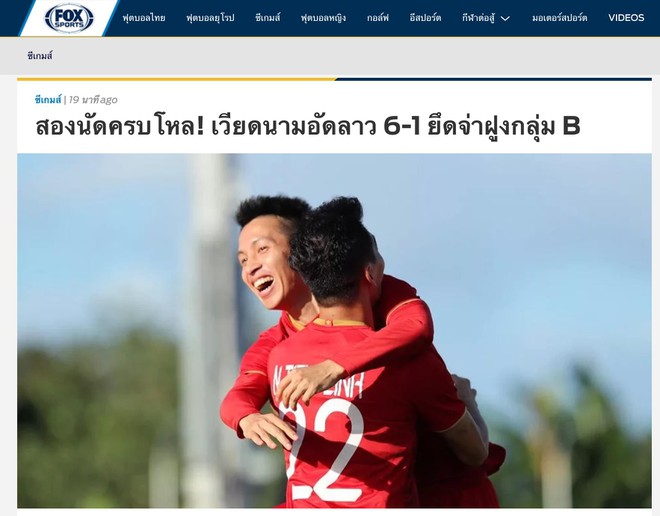 FOX SPORTS
ฟุตบอลไทย ฟุตบอลยุโรป ซีเกมส์ ฟุตบอลหญิง กอล์ฟ อีสปอร์ต กีฬาต่อสู้ มอเตอร์สปอร์ต VIDEOS
ซีเกมส์
ซีเกมส์ | 19 นาที ago
สองนัดครบโหล! เวียดนามอัดลาว 6-1 ยึดจ่าฝูงกลุ่ม B
22